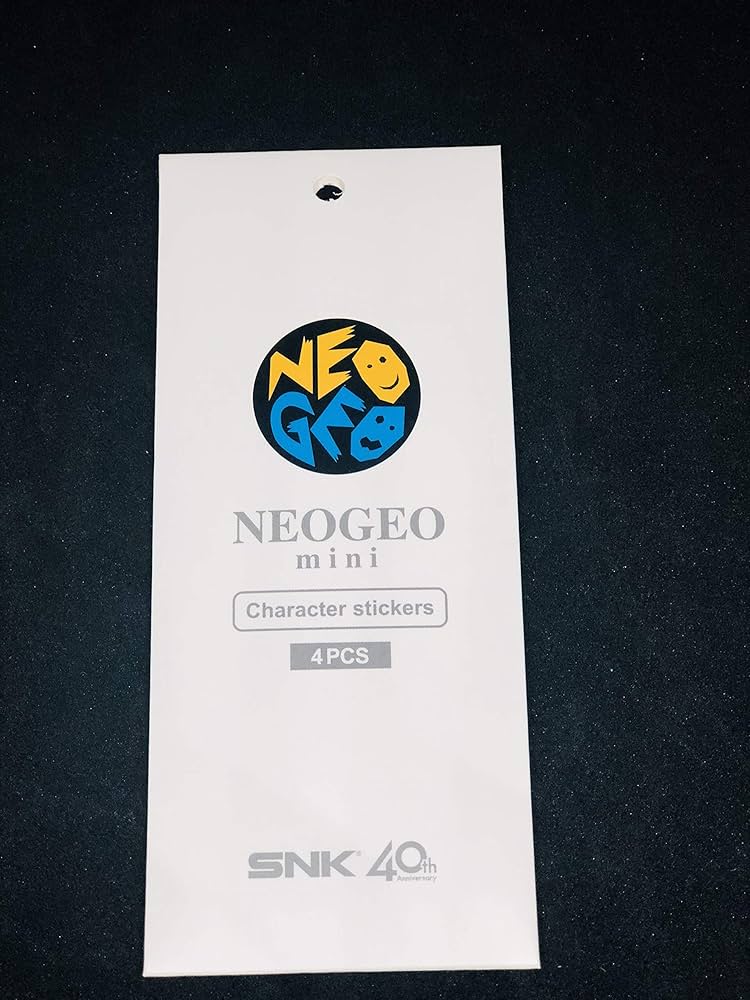 NEO
GEO
NEOGEO
mini
Character stickers
4PCS
SNK® 40th
Anniversary